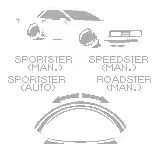 SPORTSTER SPEEDSTER
(MAN.) (MAN.)
SPORTSTER ROADSTER
(AUTO) (MAN.)